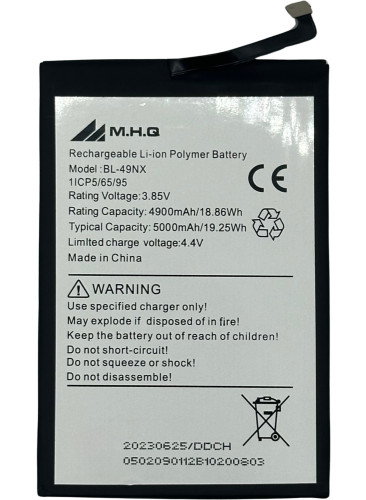 M.H.Q
Rechargeable Li-ion Polymer Battery
Model:BL-49NX
1ICP5/65/95
Rating Voltage:3.85V
Rating Capacity:4900mAh/18.86Wh
Typical Capacity:5000mAh/19.25Wh
LimIted charge voltage:4.4V
Made in China
CE
WARNING
Use specified charger only!
May explode if disposed of in fire!
Keep the battery out of reach of children!
Do not short-circuit!
Do not squeeze or shock!
Do not disassemble!
20230625/DDCH
0502090112B10200803